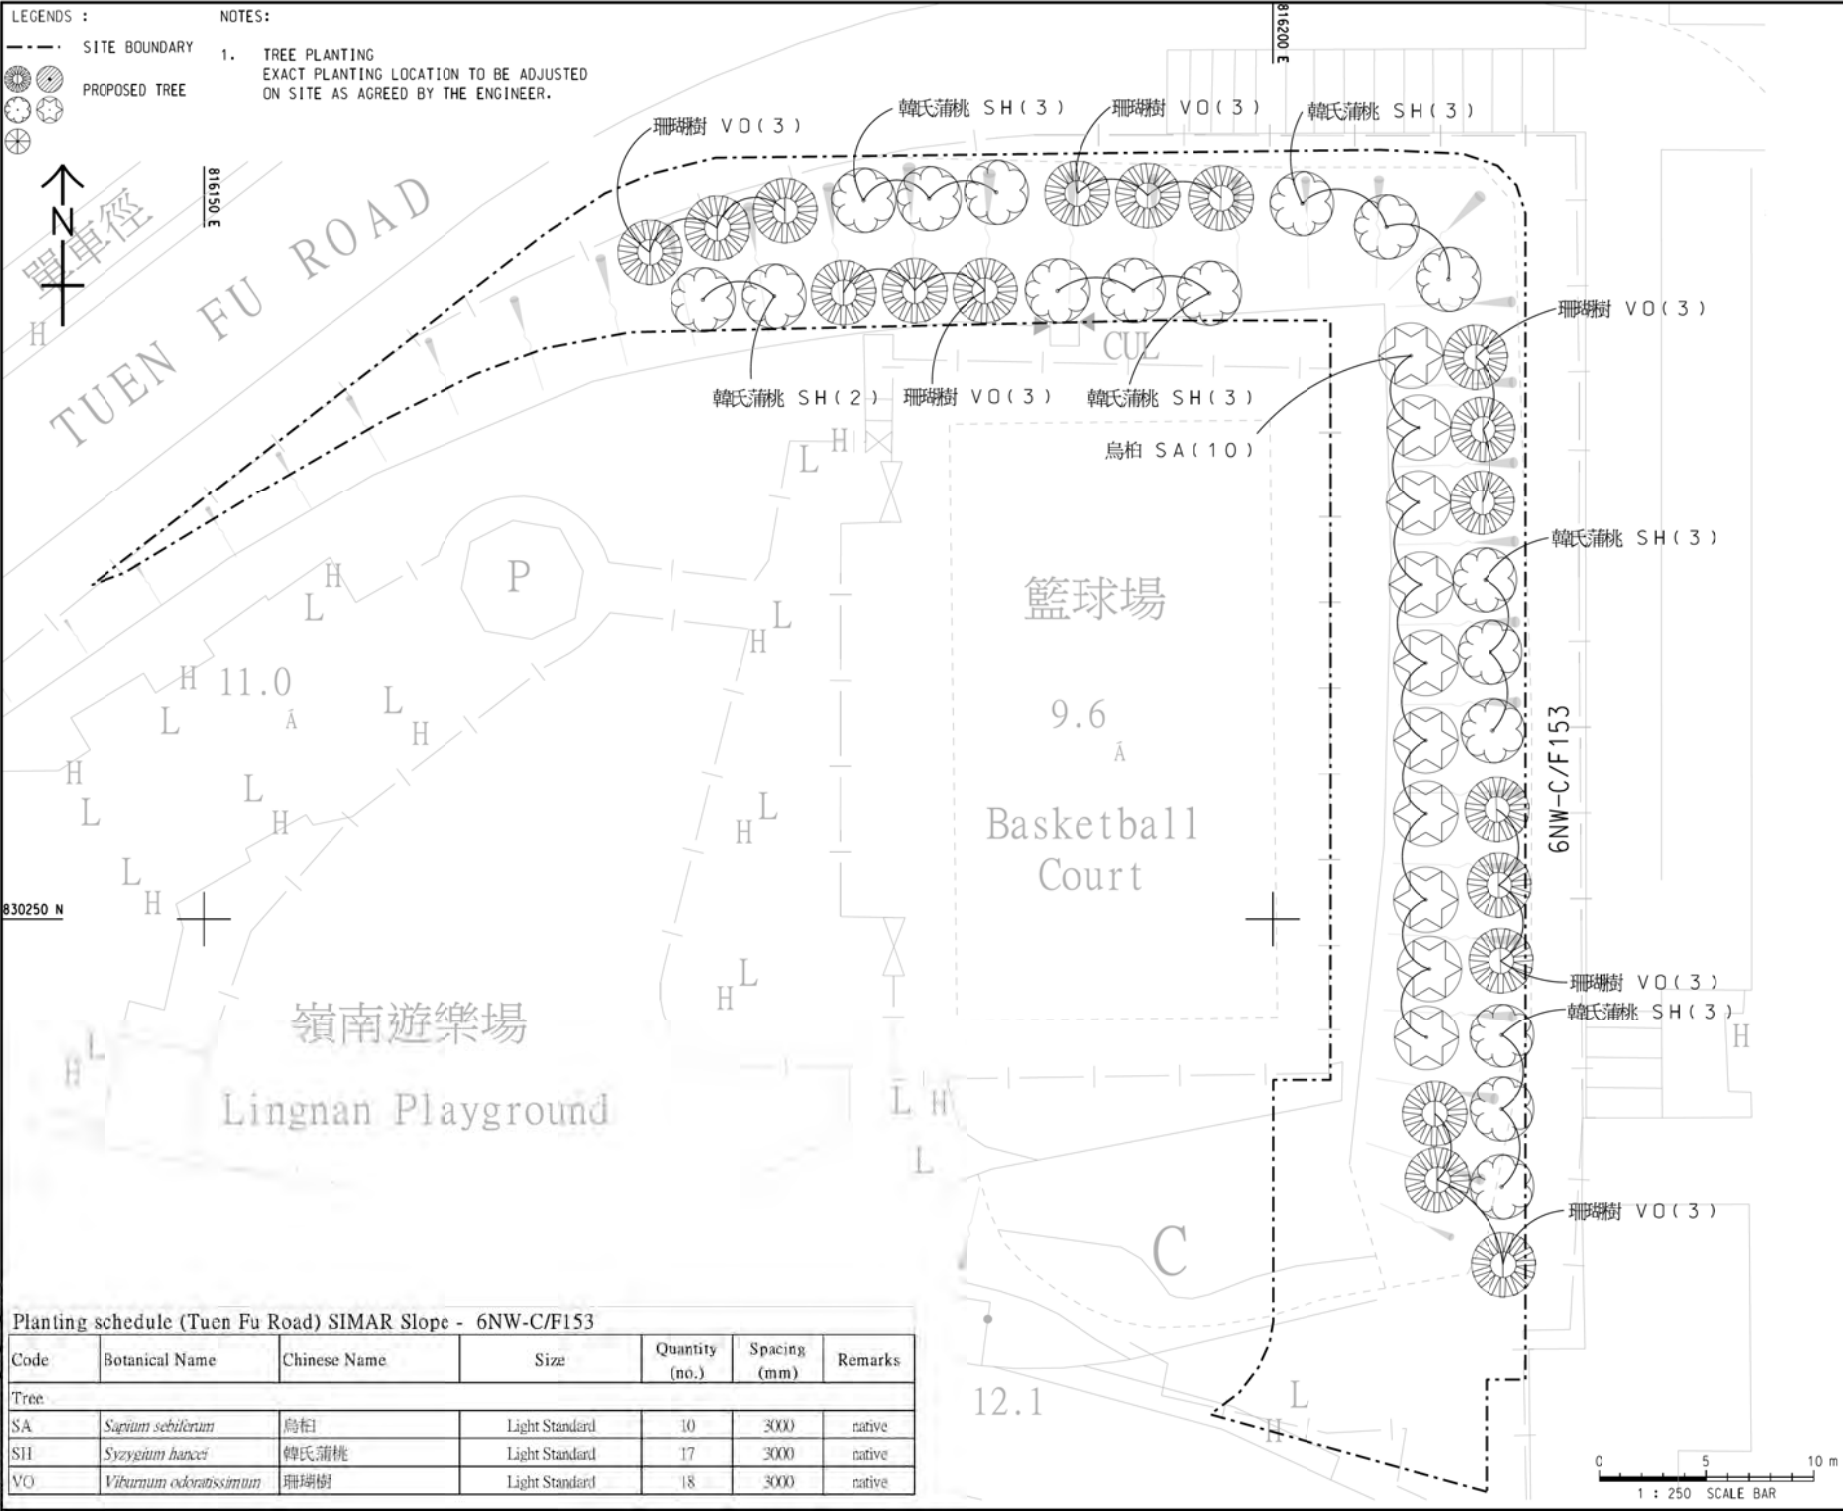 LEGENDS :
SITE BOUNDARY
PROPOSED TREE
NOTES:
1. TREE PLANTING
EXACT PLANTING LOCATION TO BE ADJUSTED
ON SITE AS AGREED BY THE ENGINEER.
816150 E
816200 E
N
單車徑
H
TUEN FU ROAD
珊瑚樹 VO(3)
韓氏蒲桃 SH(3)
珊瑚樹 VO(3)
韓氏蒲桃 SH(3)
珊瑚樹 VO(3)
韓氏蒲桃 SH(2)
珊瑚樹 VO(3)
韓氏蒲桃 SH(3)
CUL
烏桕 SA(10)
韓氏蒲桃 SH(3)
H
L
H
L
P
籃球場
L
H
H
L
11.0
L
H
9.6
6NW-C/F153
H
L
L
H
L
H
Basketball
Court
L
H
830250 N
L
H
珊瑚樹 VO(3)
韓氏蒲桃 SH(3)
嶺南遊樂場
L
H
H
Lingnan Playground
L
H
L
珊瑚樹 VO(3)
C
12.1
L
H
Planting schedule (Tuen Fu Road) SIMAR Slope - 6NW-C/F153
Code Botanical Name Chinese Name Size Quantity (no.) Spacing (mm) Remarks
Tree
SA Sapium sebiferum 烏桕 Light Standard 10 3000 native
SH Syzygium hancei 韓氏蒲桃 Light Standard 17 3000 native
VO Viburnum odoratissimum 珊瑚樹 Light Standard 18 3000 native
0 5 10 m
1 : 250 SCALE BAR